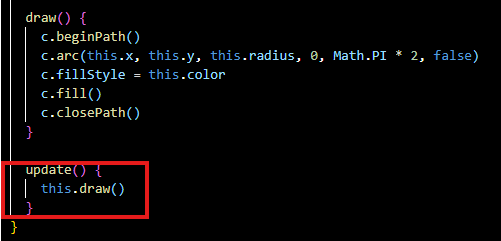 draw() {
c.beginPath()
c.arc(this.x, this.y, this.radius, 0, Math.PI * 2, false)
c.fillStyle = this.color
c.fill()
c.closePath()
}
update() {
this.draw()
}
}